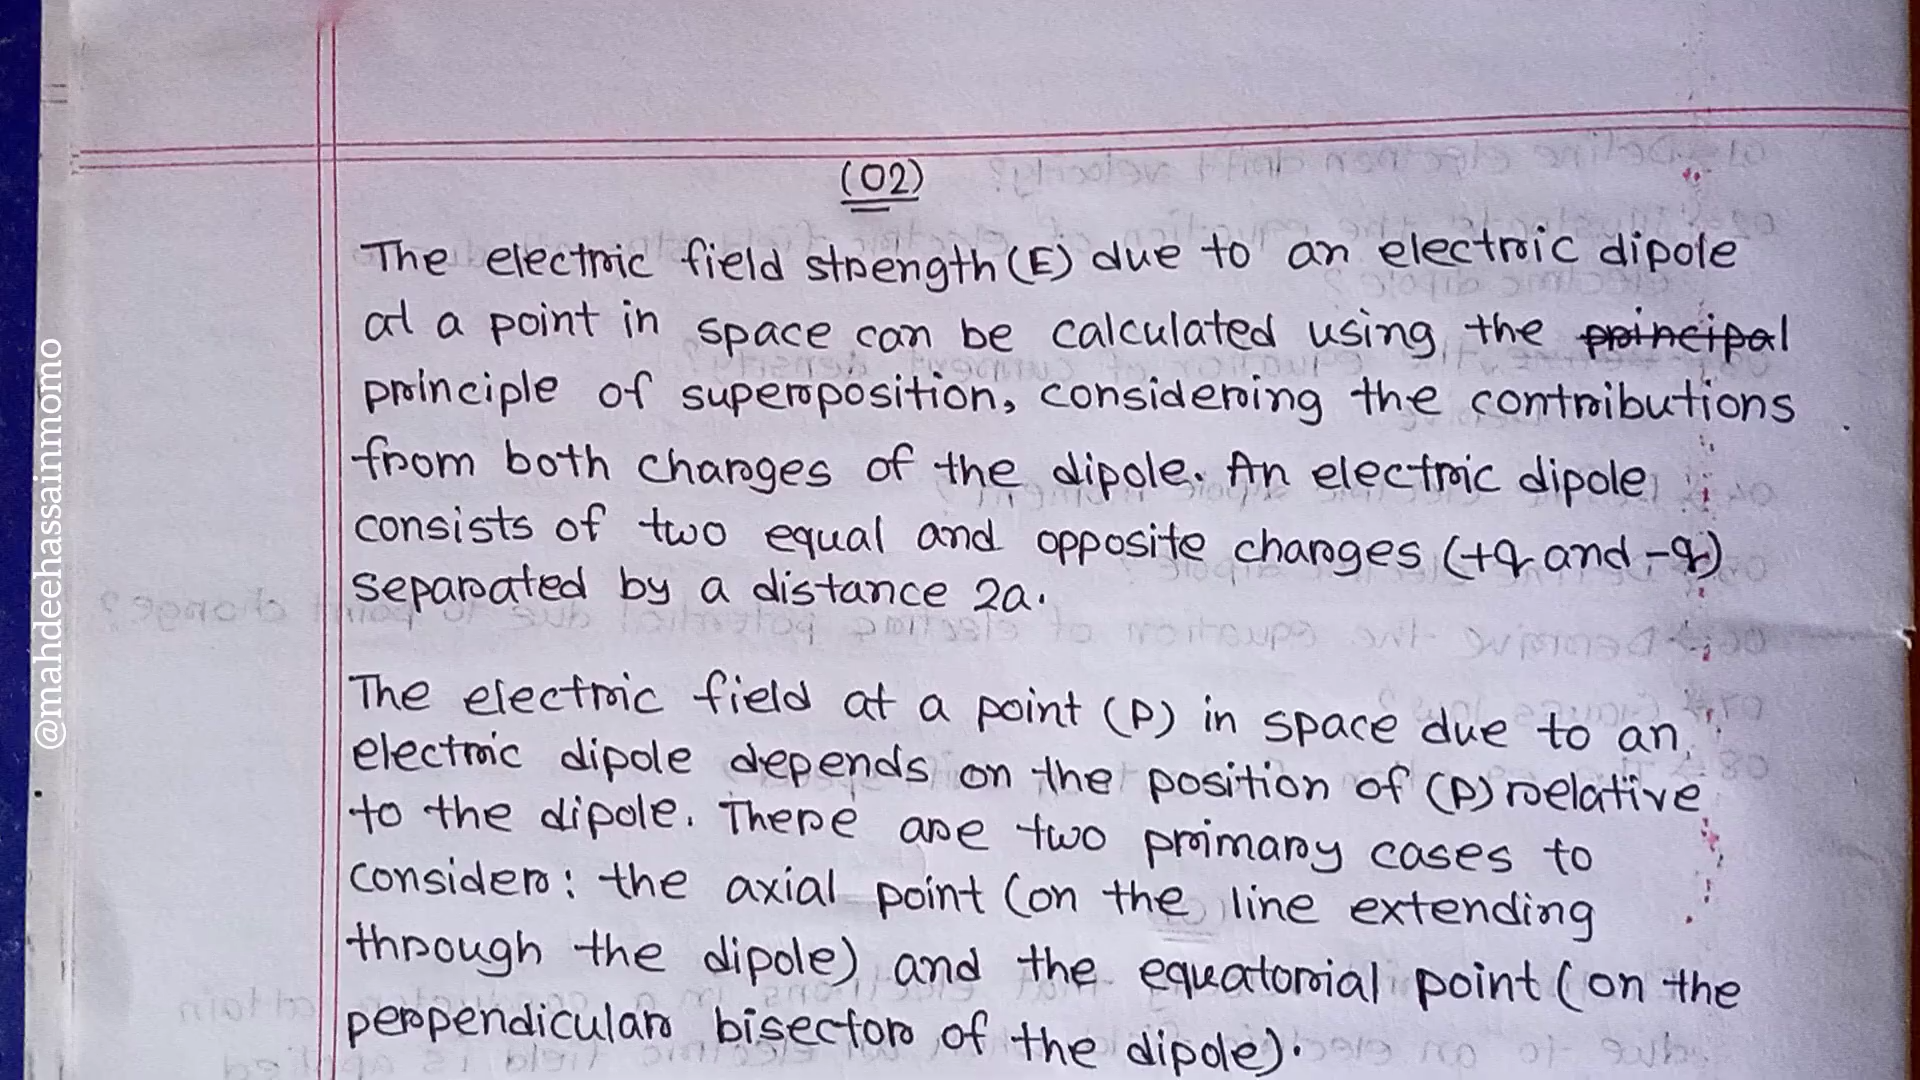 (02)
The electric field strength (E) due to an electric dipole
at a point in space can be calculated using the principal
principle of superposition, considering the contributions
from both charges of the dipole. An electric dipole
consists of two equal and opposite charges (+q and -q)
separated by a distance 2a.
The electric field at a point (P) in space due to an
electric dipole depends on the position of (P) relative
to the dipole. There are two primary cases to
consider: the axial point (on the line extending
through the dipole) and the equatorial point (on the
perpendicular bisector of the dipole).
@mahdeehassainmomo